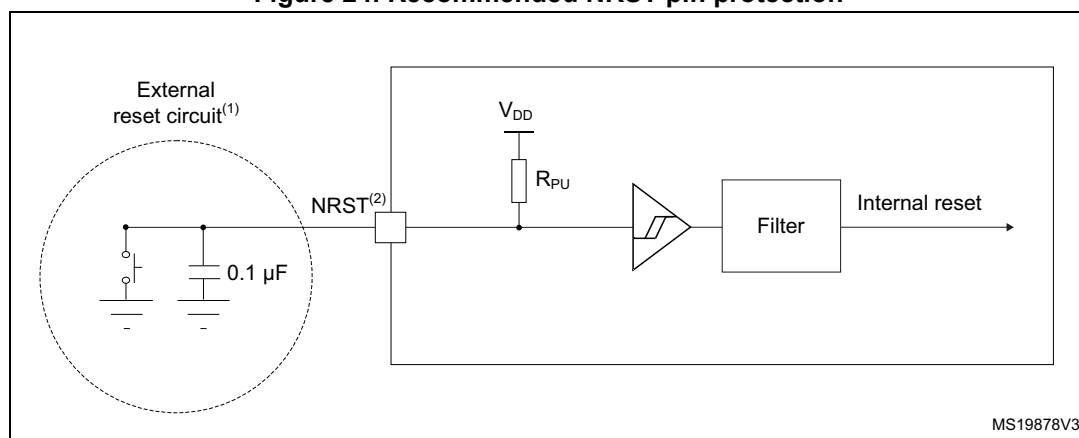 Figure 24. Recommended NRST pin protection
External
reset circuit(1)
VDD
RPU
NRST(2)
Filter
Internal reset
0.1 µF
MS19878V3